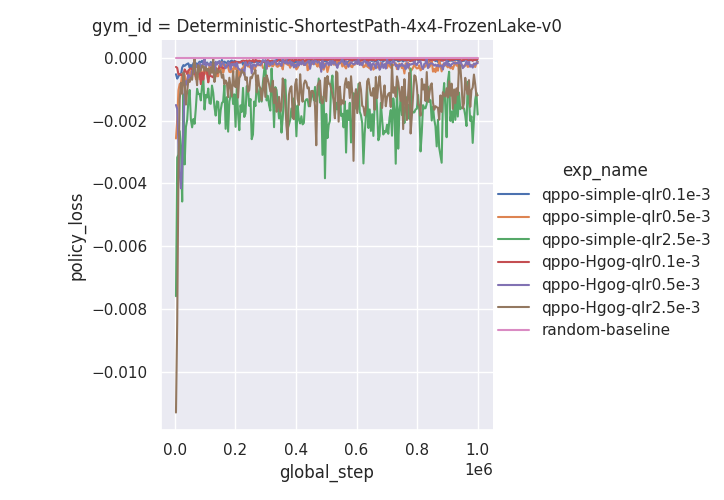 gym_id = Deterministic-ShortestPath-4x4-FrozenLake-v0
0.000
−0.002
−0.004
−0.006
−0.008
−0.010
policy_loss
0.0 0.2 0.4 0.6 0.8 1.0
1e6
global_step
exp_name
qppo-simple-qlr0.1e-3
qppo-simple-qlr0.5e-3
qppo-simple-qlr2.5e-3
qppo-Hgog-qlr0.1e-3
qppo-Hgog-qlr0.5e-3
qppo-Hgog-qlr2.5e-3
random-baseline